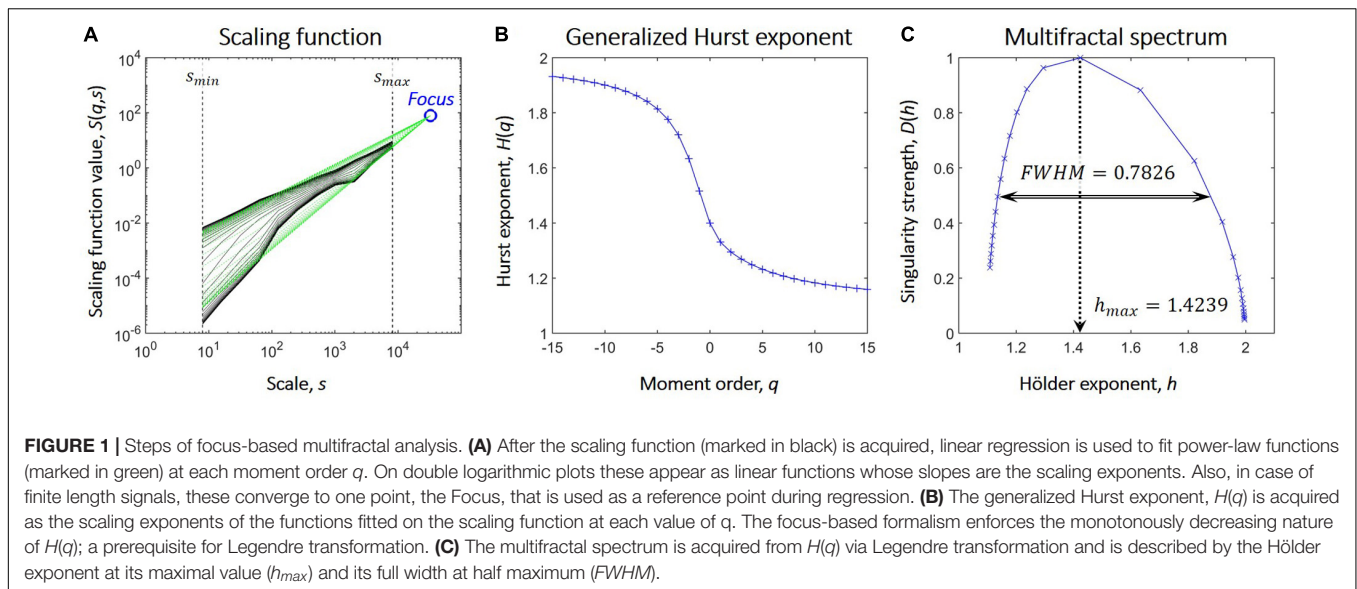 A
Scaling function
10^4
10^2
10^0
10^-2
10^-4
10^-6
Scaling function value, S(q,s)
s_min
s_max
Focus
10^0
10^1
10^2
10^3
10^4
Scale, s
B
Generalized Hurst exponent
2
1.8
1.6
1.4
1.2
1
Hurst exponent, H(q)
-15
-10
-5
0
5
10
15
Moment order, q
C
Multifractal spectrum
1
0.8
0.6
0.4
0.2
0
Singularity strength, D(h)
FWHM = 0.7826
h_max = 1.4239
1
1.2
1.4
1.6
1.8
2
Hölder exponent, h
FIGURE 1 | Steps of focus-based multifractal analysis. (A) After the scaling function (marked in black) is acquired, linear regression is used to fit power-law functions
(marked in green) at each moment order q. On double logarithmic plots these appear as linear functions whose slopes are the scaling exponents. Also, in case of
finite length signals, these converge to one point, the Focus, that is used as a reference point during regression. (B) The generalized Hurst exponent, H(q) is acquired
as the scaling exponents of the functions fitted on the scaling function at each value of q. The focus-based formalism enforces the monotonously decreasing nature
of H(q); a prerequisite for Legendre transformation. (C) The multifractal spectrum is acquired from H(q) via Legendre transformation and is described by the Hölder
exponent at its maximal value (h_max) and its full width at half maximum (FWHM).